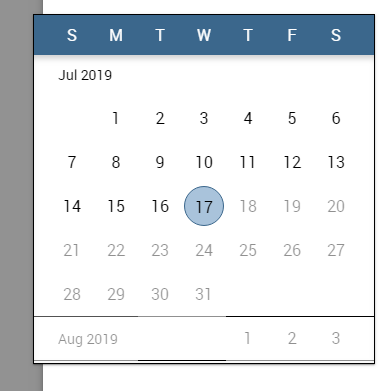 S M T W T F S
Jul 2019
1 2 3 4 5 6
7 8 9 10 11 12 13
14 15 16 17 18 19 20
21 22 23 24 25 26 27
28 29 30 31
Aug 2019 1 2 3